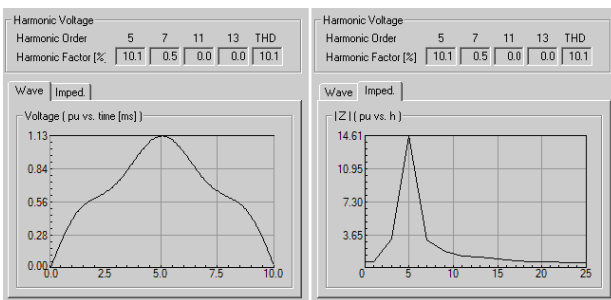 Harmonic Voltage
Harmonic Order 5 7 11 13 THD
Harmonic Factor [% 10.1 0.5 0.0 0.0 10.1
Wave Imped.
Voltage ( pu vs. time [ms] )
1.13
0.84
0.56
0.28
0.00
0.0 2.5 5.0 7.5 10.0
Harmonic Voltage
Harmonic Order 5 7 11 13 THD
Harmonic Factor [%] 10.1 0.5 0.0 0.0 10.1
Wave Imped.
|Z| ( pu vs. h )
14.61
10.95
7.30
3.65
0 5 10 15 20 25